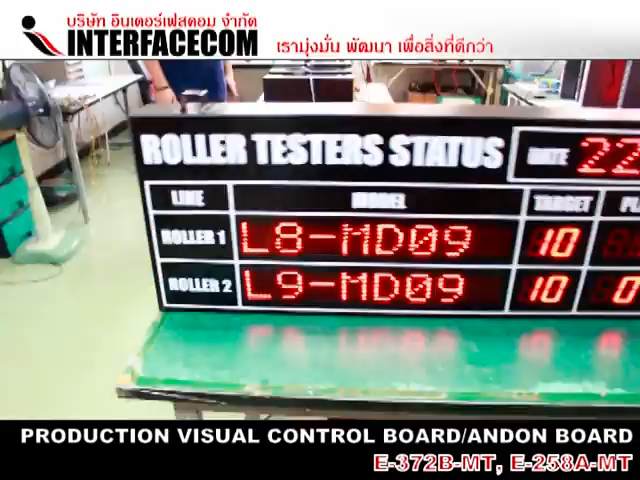 บริษัท อินเตอร์เฟสคอม จำกัด
INTERFACECOM
เรามุ่งมั่น พัฒนา เพื่อสิ่งที่ดีกว่า
ROLLER TESTERS STATUS
DATE 22
LINE MODEL TARGET
ROLLER 1 L8-MD09 10
ROLLER 2 L9-MD09 10 0
PRODUCTION VISUAL CONTROL BOARD/ANDON BOARD
E-372B-MT, E-258A-MT